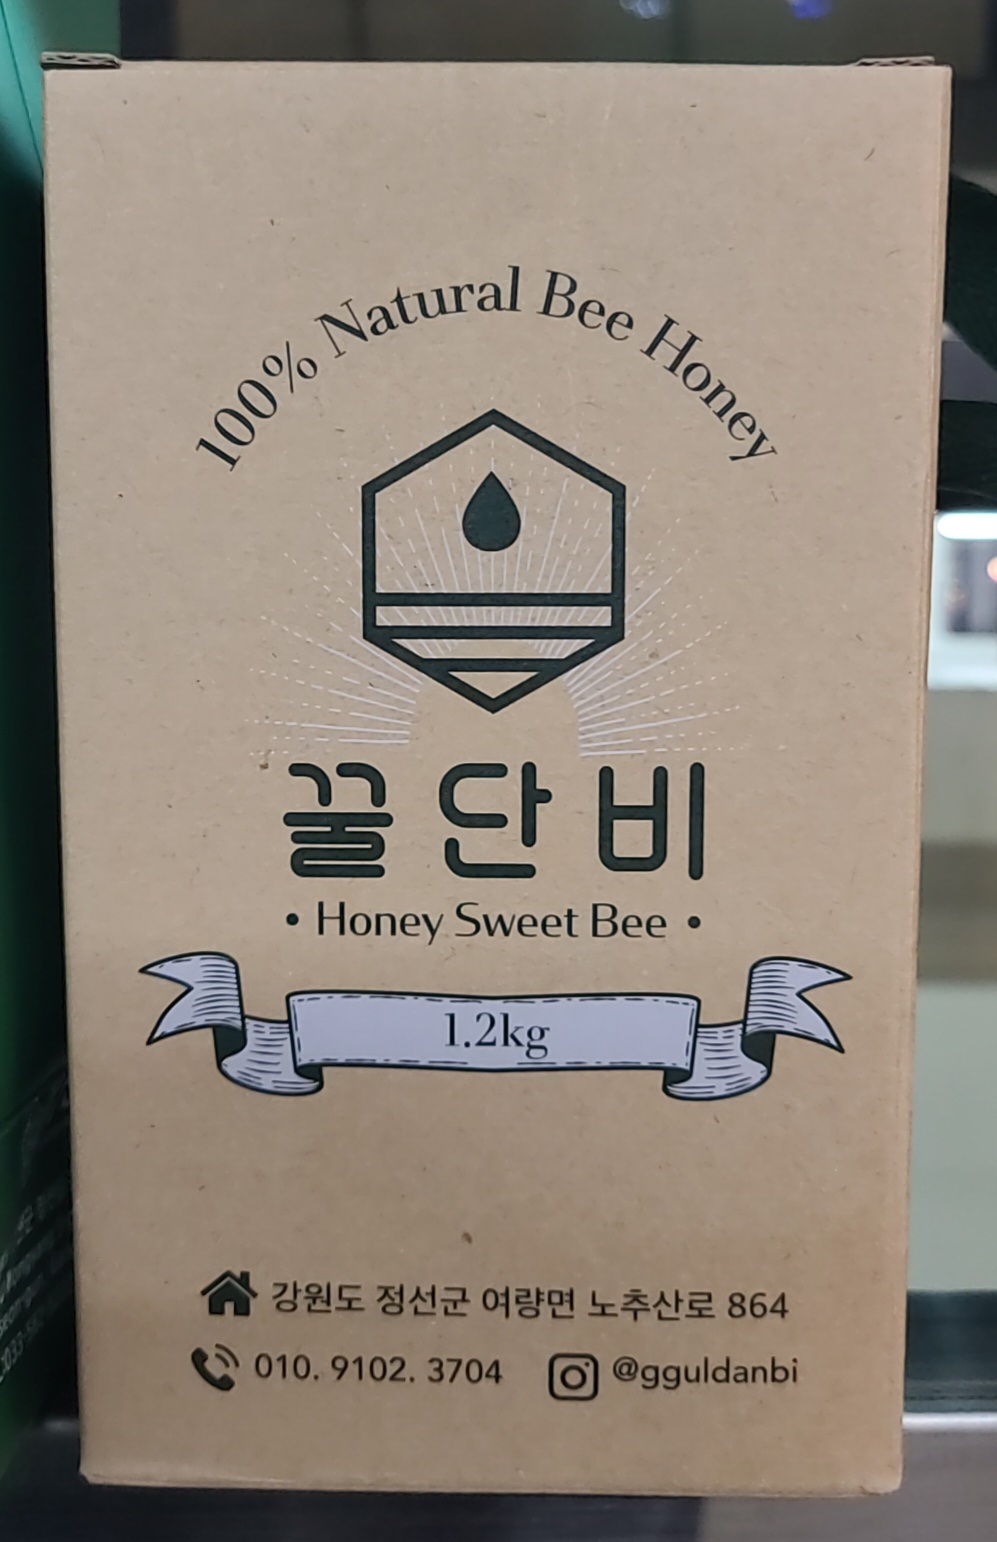 100% Natural Bee Honey
꿀단비
• Honey Sweet Bee •
1.2kg
강원도 정선군 여량면 노추산로 864
010. 9102. 3704 @gguldanbi